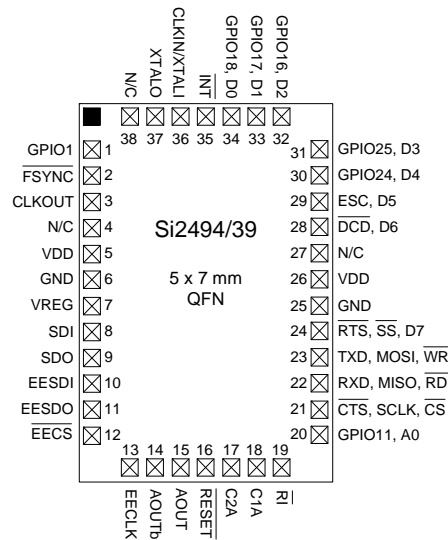 N/C
XTALO
CLKIN/XTALI
INT
GPIO18, D0
GPIO17, D1
GPIO16, D2
38
37
36
35
34
33
32
GPIO1 1
FSYNC 2
CLKOUT 3
N/C 4
VDD 5
GND 6
VREG 7
SDI 8
SDO 9
EESDI 10
EESDO 11
EECS 12
Si2494/39
5 x 7 mm
QFN
31 GPIO25, D3
30 GPIO24, D4
29 ESC, D5
28 DCD, D6
27 N/C
26 VDD
25 GND
24 RTS, SS, D7
23 TXD, MOSI, WR
22 RXD, MISO, RD
21 CTS, SCLK, CS
20 GPIO11, A0
13
14
15
16
17
18
19
EECLK
AOUTb
AOUT
RESET
C2A
C1A
RI